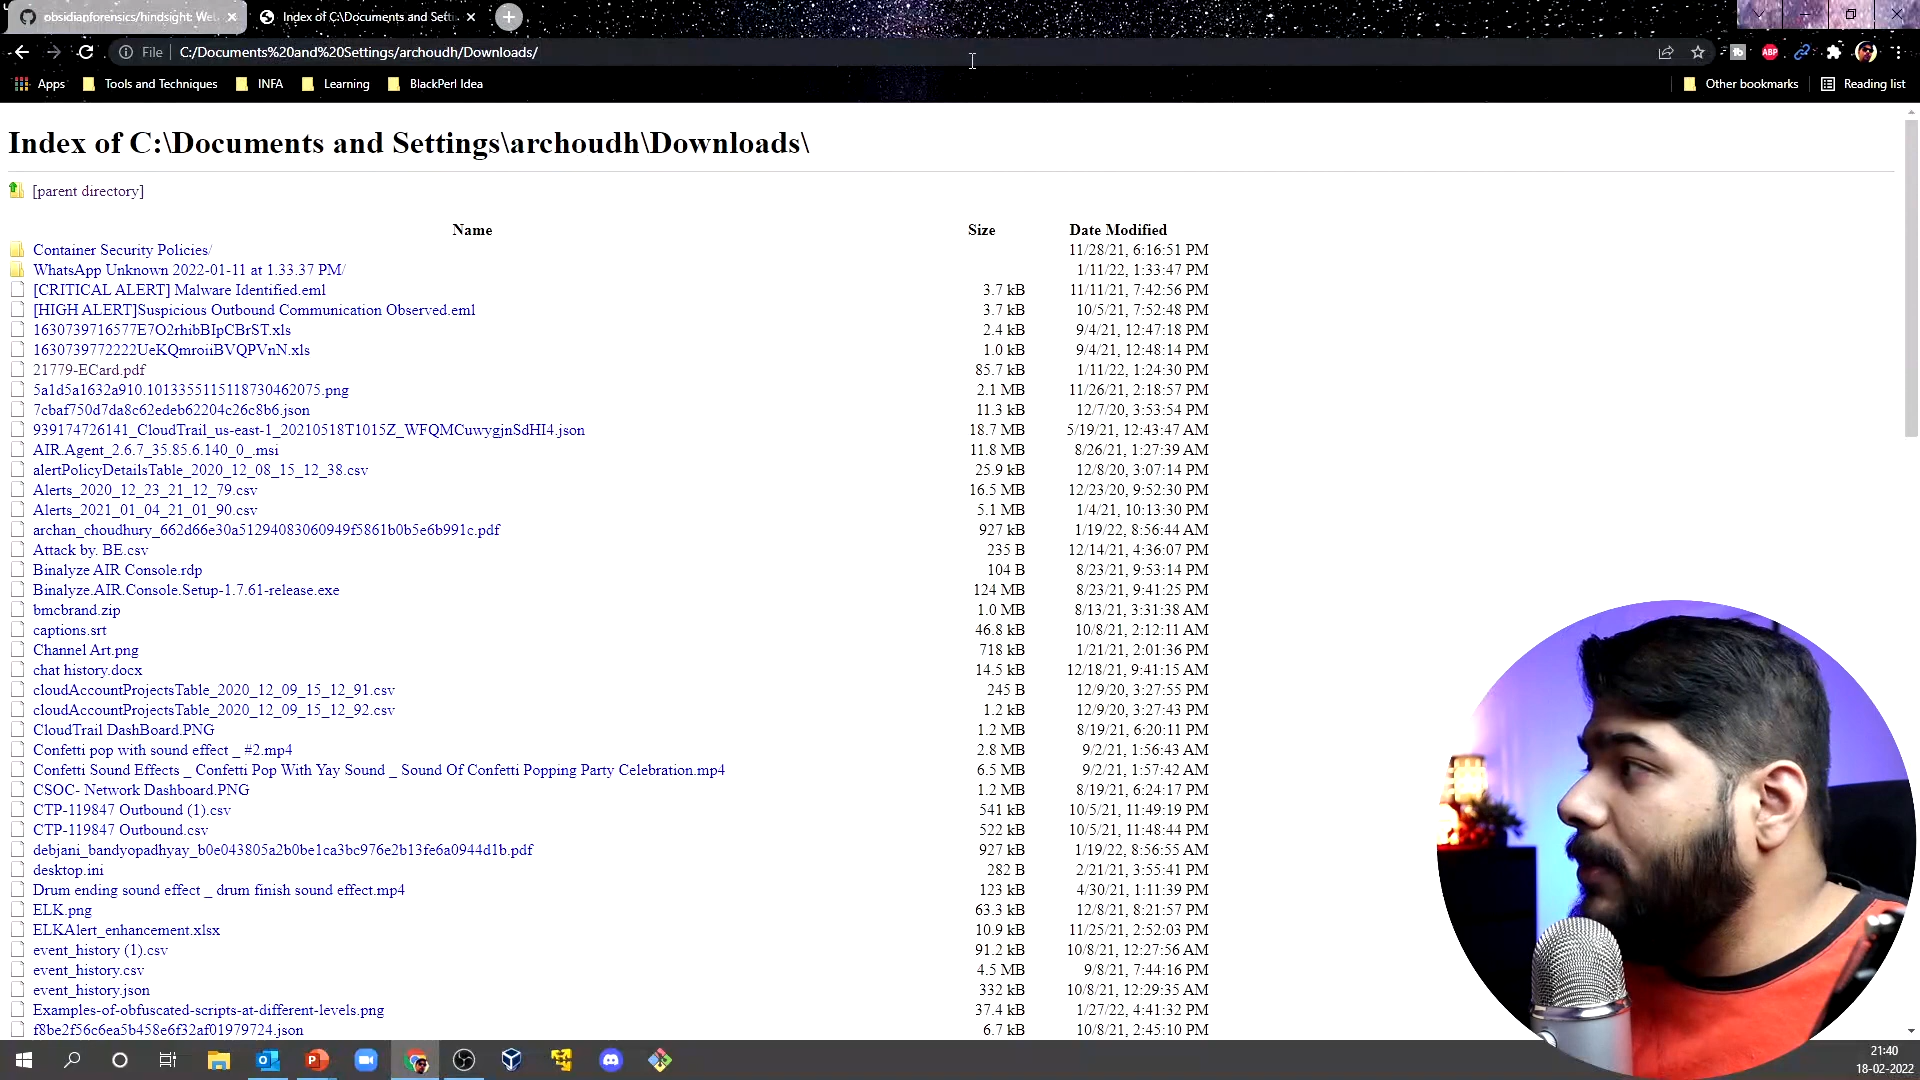 obsidianforensics/hindsight: We
Index of C:\Documents and Setti
File
C:/Documents%20and%20Settings/archoudh/Downloads/
Apps
Tools and Techniques
INFA
Learning
BlackPerl Idea
Other bookmarks
Reading list
Index of C:\Documents and Settings\archoudh\Downloads\
[parent directory]
Name Size Date Modified
Container Security Policies/ 11/28/21, 6:16:51 PM
WhatsApp Unknown 2022-01-11 at 1.33.37 PM/ 1/11/22, 1:33:47 PM
[CRITICAL ALERT] Malware Identified.eml 3.7 kB 11/11/21, 7:42:56 PM
[HIGH ALERT]Suspicious Outbound Communication Observed.eml 3.7 kB 10/5/21, 7:52:48 PM
1630739716577E7O2rhibBIpCBrST.xls 2.4 kB 9/4/21, 12:47:18 PM
1630739772222UeKQmroiiBVQPVnN.xls 1.0 kB 9/4/21, 12:48:14 PM
21779-ECard.pdf 85.7 kB 1/11/22, 1:24:30 PM
5a1d5a1632a910.1013355115118730462075.png 2.1 MB 11/26/21, 2:18:57 PM
7cbaf750d7da8c62edeb62204c26c8b6.json 11.3 kB 12/7/20, 3:53:54 PM
939174726141_CloudTrail_us-east-1_20210518T1015Z_WFQMCuwygjnSdHI4.json 18.7 MB 5/19/21, 12:43:47 AM
AIR.Agent_2.6.7_35.85.6.140_0_.msi 11.8 MB 8/26/21, 1:27:39 AM
alertPolicyDetailsTable_2020_12_08_15_12_38.csv 25.9 kB 12/8/20, 3:07:14 PM
Alerts_2020_12_23_21_12_79.csv 16.5 MB 12/23/20, 9:52:30 PM
Alerts_2021_01_04_21_01_90.csv 5.1 MB 1/4/21, 10:13:30 PM
archan_choudhury_662d66e30a51294083060949f5861b0b5e6b991c.pdf 927 kB 1/19/22, 8:56:44 AM
Attack by. BE.csv 235 B 12/14/21, 4:36:07 PM
Binalyze AIR Console.rdp 104 B 8/23/21, 9:53:14 PM
Binalyze.AIR.Console.Setup-1.7.61-release.exe 124 MB 8/23/21, 9:41:25 PM
bmcbrand.zip 1.0 MB 8/13/21, 3:31:38 AM
captions.srt 46.8 kB 10/8/21, 2:12:11 AM
Channel Art.png 718 kB 1/21/21, 2:01:36 PM
chat history.docx 14.5 kB 12/18/21, 9:41:15 AM
cloudAccountProjectsTable_2020_12_09_15_12_91.csv 245 B 12/9/20, 3:27:55 PM
cloudAccountProjectsTable_2020_12_09_15_12_92.csv 1.2 kB 12/9/20, 3:27:43 PM
CloudTrail DashBoard.PNG 1.2 MB 8/19/21, 6:20:11 PM
Confetti pop with sound effect _ #2.mp4 2.8 MB 9/2/21, 1:56:43 AM
Confetti Sound Effects _ Confetti Pop With Yay Sound _ Sound Of Confetti Popping Party Celebration.mp4 6.5 MB 9/2/21, 1:57:42 AM
CSOC- Network Dashboard.PNG 1.2 MB 8/19/21, 6:24:17 PM
CTP-119847 Outbound (1).csv 541 kB 10/5/21, 11:49:19 PM
CTP-119847 Outbound.csv 522 kB 10/5/21, 11:48:44 PM
debjani_bandyopadhyay_b0e043805a2b0be1ca3bc976e2b13fe6a0944d1b.pdf 927 kB 1/19/22, 8:56:55 AM
desktop.ini 282 B 2/21/21, 3:55:41 PM
Drum ending sound effect _ drum finish sound effect.mp4 123 kB 4/30/21, 1:11:39 PM
ELK.png 63.3 kB 12/8/21, 8:21:57 PM
ELKAlert_enhancement.xlsx 10.9 kB 11/25/21, 2:52:03 PM
event_history (1).csv 91.2 kB 10/8/21, 12:27:56 AM
event_history.csv 4.5 MB 9/8/21, 7:44:16 PM
event_history.json 332 kB 10/8/21, 12:29:35 AM
Examples-of-obfuscated-scripts-at-different-levels.png 37.4 kB 1/27/22, 4:41:32 PM
f8be2f56c6ea5b458e6f32af01979724.json 6.7 kB 10/8/21, 2:45:10 PM
21:40
18-02-2022